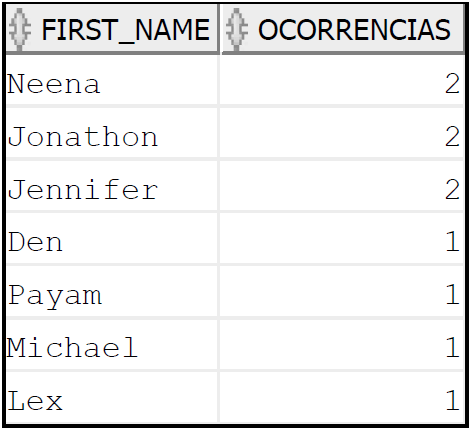 FIRST_NAME OCORRENCIAS
Neena 2
Jonathon 2
Jennifer 2
Den 1
Payam 1
Michael 1
Lex 1